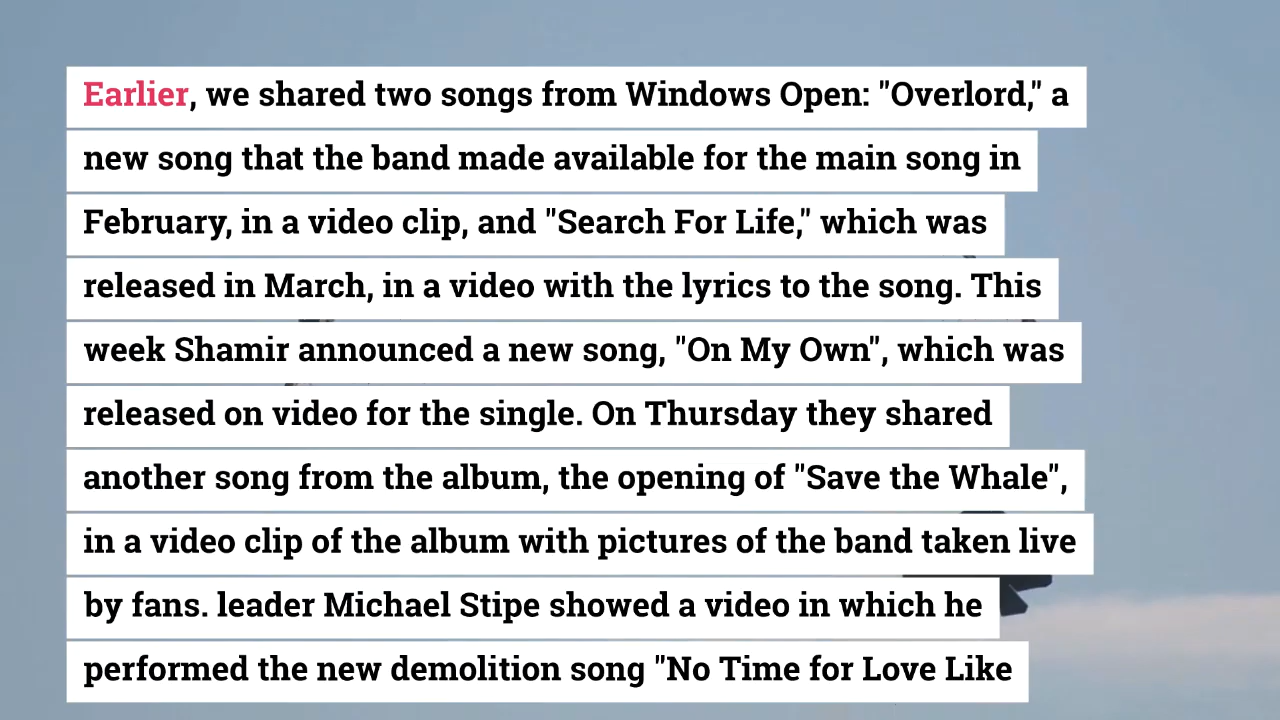 Earlier, we shared two songs from Windows Open: "Overlord," a
new song that the band made available for the main song in
February, in a video clip, and "Search For Life," which was
released in March, in a video with the lyrics to the song. This
week Shamir announced a new song, "On My Own", which was
released on video for the single. On Thursday they shared
another song from the album, the opening of "Save the Whale",
in a video clip of the album with pictures of the band taken live
by fans. leader Michael Stipe showed a video in which he
performed the new demolition song "No Time for Love Like